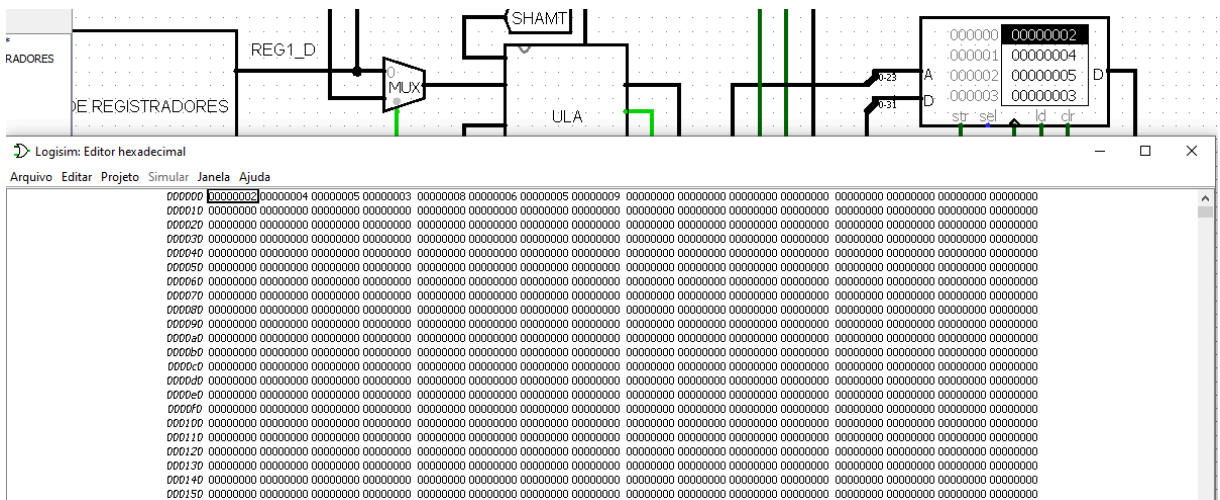 SHAMT
*
RADORES
REG1_D
0
MUX
DE REGISTRADORES
ULA
0-23
0-31
A
D
000000 00000002
000001 00000004
000002 00000005
000003 00000003
D
str sel ld clr
Logisim: Editor hexadecimal
Arquivo Editar Projeto Simular Janela Ajuda
000000 00000002 00000004 00000005 00000003 00000008 00000006 00000005 00000009 00000000 00000000 00000000 00000000 00000000 00000000 00000000 00000000
000010 00000000 00000000 00000000 00000000 00000000 00000000 00000000 00000000 00000000 00000000 00000000 00000000 00000000 00000000 00000000 00000000
000020 00000000 00000000 00000000 00000000 00000000 00000000 00000000 00000000 00000000 00000000 00000000 00000000 00000000 00000000 00000000 00000000
000030 00000000 00000000 00000000 00000000 00000000 00000000 00000000 00000000 00000000 00000000 00000000 00000000 00000000 00000000 00000000 00000000
000040 00000000 00000000 00000000 00000000 00000000 00000000 00000000 00000000 00000000 00000000 00000000 00000000 00000000 00000000 00000000 00000000
000050 00000000 00000000 00000000 00000000 00000000 00000000 00000000 00000000 00000000 00000000 00000000 00000000 00000000 00000000 00000000 00000000
000060 00000000 00000000 00000000 00000000 00000000 00000000 00000000 00000000 00000000 00000000 00000000 00000000 00000000 00000000 00000000 00000000
000070 00000000 00000000 00000000 00000000 00000000 00000000 00000000 00000000 00000000 00000000 00000000 00000000 00000000 00000000 00000000 00000000
000080 00000000 00000000 00000000 00000000 00000000 00000000 00000000 00000000 00000000 00000000 00000000 00000000 00000000 00000000 00000000 00000000
000090 00000000 00000000 00000000 00000000 00000000 00000000 00000000 00000000 00000000 00000000 00000000 00000000 00000000 00000000 00000000 00000000
0000a0 00000000 00000000 00000000 00000000 00000000 00000000 00000000 00000000 00000000 00000000 00000000 00000000 00000000 00000000 00000000 00000000
0000b0 00000000 00000000 00000000 00000000 00000000 00000000 00000000 00000000 00000000 00000000 00000000 00000000 00000000 00000000 00000000 00000000
0000c0 00000000 00000000 00000000 00000000 00000000 00000000 00000000 00000000 00000000 00000000 00000000 00000000 00000000 00000000 00000000 00000000
0000d0 00000000 00000000 00000000 00000000 00000000 00000000 00000000 00000000 00000000 00000000 00000000 00000000 00000000 00000000 00000000 00000000
0000e0 00000000 00000000 00000000 00000000 00000000 00000000 00000000 00000000 00000000 00000000 00000000 00000000 00000000 00000000 00000000 00000000
0000f0 00000000 00000000 00000000 00000000 00000000 00000000 00000000 00000000 00000000 00000000 00000000 00000000 00000000 00000000 00000000 00000000
000100 00000000 00000000 00000000 00000000 00000000 00000000 00000000 00000000 00000000 00000000 00000000 00000000 00000000 00000000 00000000 00000000
000110 00000000 00000000 00000000 00000000 00000000 00000000 00000000 00000000 00000000 00000000 00000000 00000000 00000000 00000000 00000000 00000000
000120 00000000 00000000 00000000 00000000 00000000 00000000 00000000 00000000 00000000 00000000 00000000 00000000 00000000 00000000 00000000 00000000
000130 00000000 00000000 00000000 00000000 00000000 00000000 00000000 00000000 00000000 00000000 00000000 00000000 00000000 00000000 00000000 00000000
000140 00000000 00000000 00000000 00000000 00000000 00000000 00000000 00000000 00000000 00000000 00000000 00000000 00000000 00000000 00000000 00000000
000150 00000000 00000000 00000000 00000000 00000000 00000000 00000000 00000000 00000000 00000000 00000000 00000000 00000000 00000000 00000000 00000000